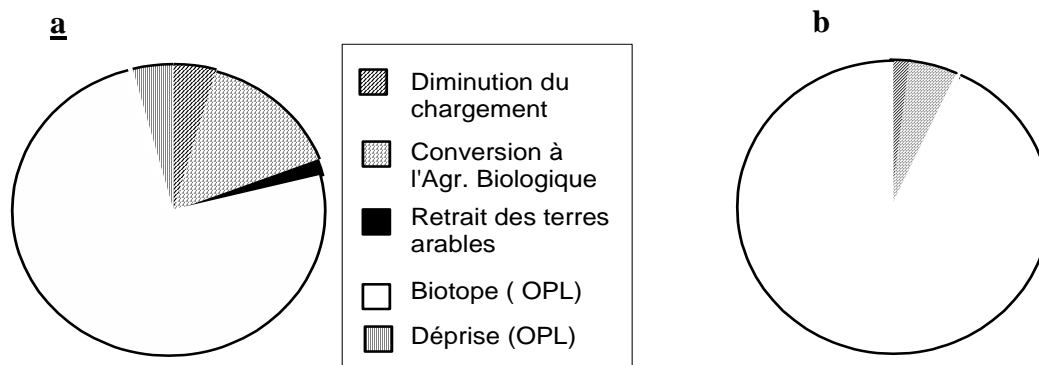 a
b
Diminution du
chargement
Conversion à
l'Agr. Biologique
Retrait des terres
arables
Biotope ( OPL)
Déprise (OPL)